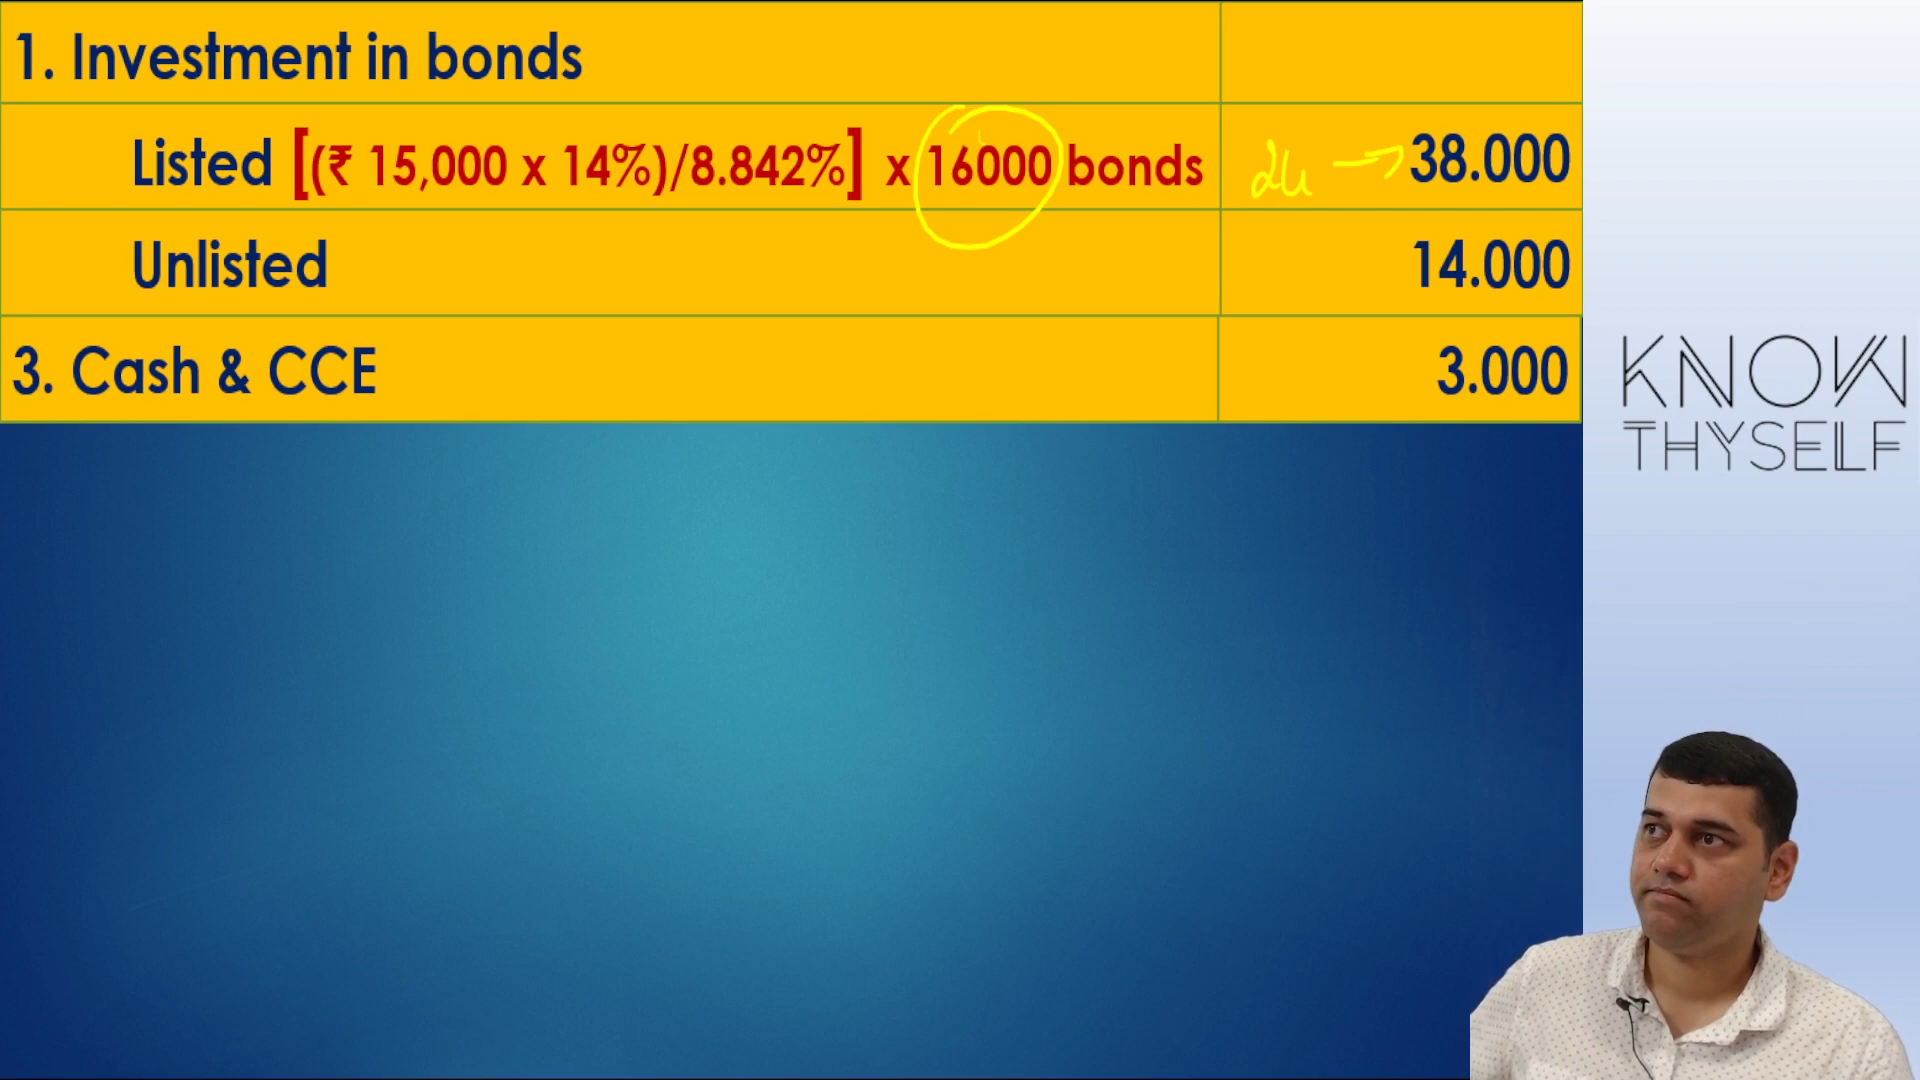 1. Investment in bonds
Listed [(₹ 15,000 x 14%)/8.842%] x 16000 bonds 24 → 38.000
Unlisted 14.000
3. Cash & CCE 3.000
KNOW
THYSELF